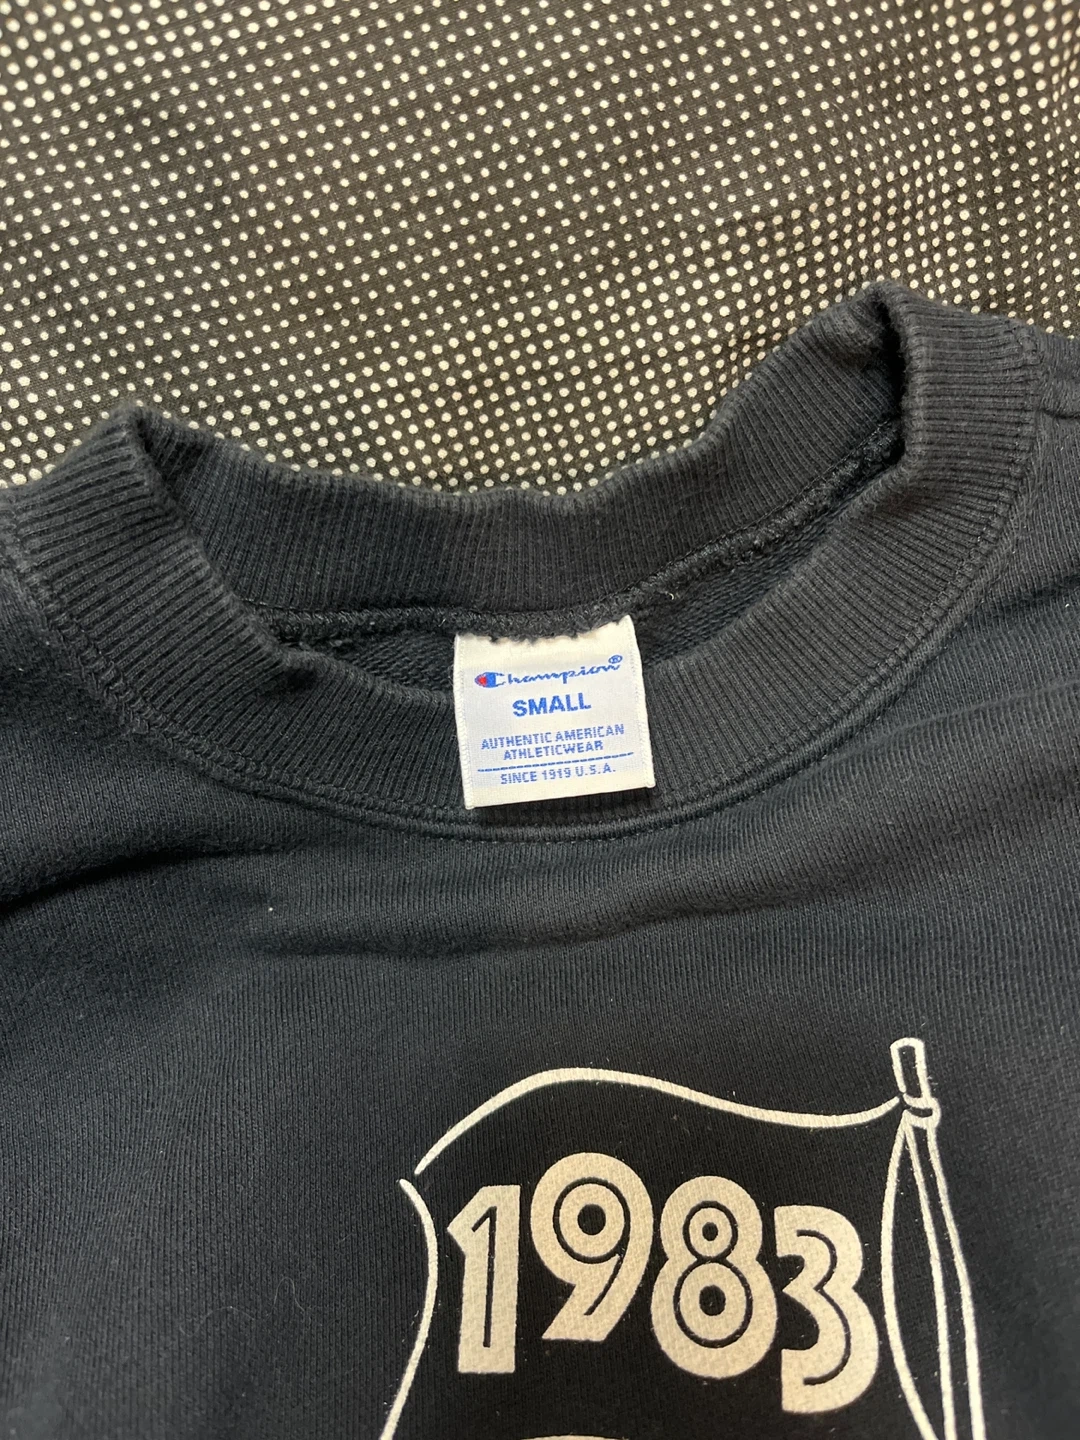 Champion®
SMALL
AUTHENTIC AMERICAN
ATHLETICWEAR
SINCE 1919 U.S.A.
1983